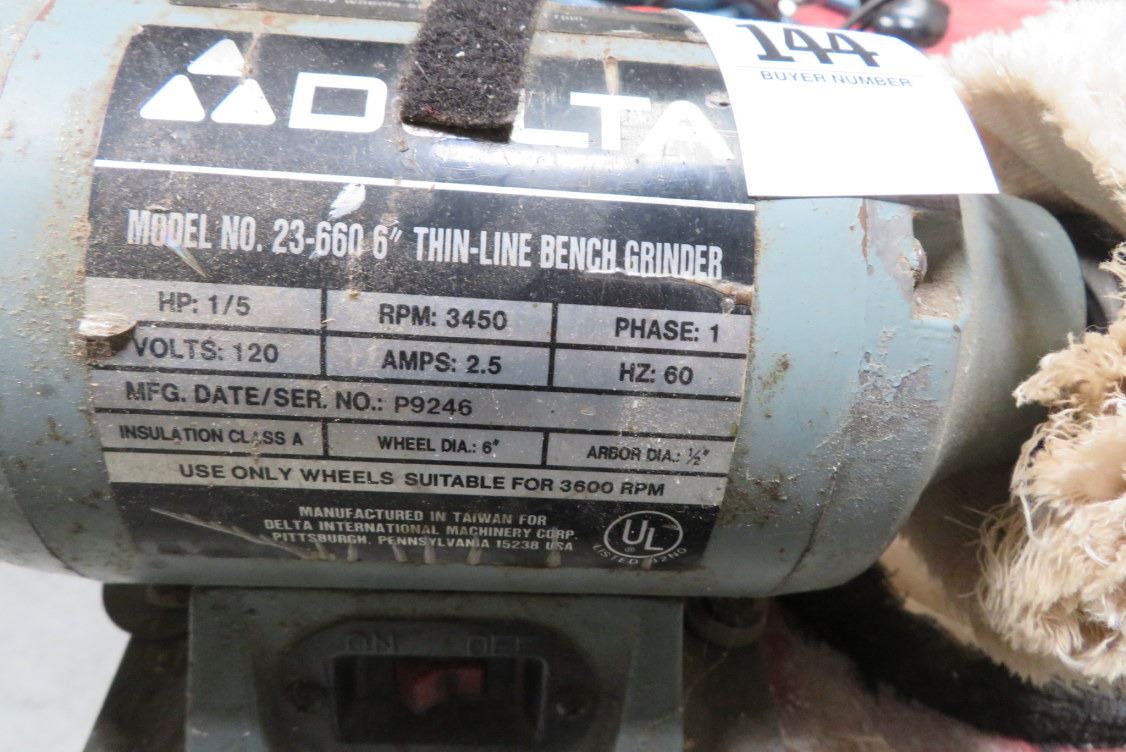 144
BUYER NUMBER
DELTA
MODEL NO. 23-660 6" THIN-LINE BENCH GRINDER
HP: 1/5 RPM: 3450 PHASE: 1
VOLTS: 120 AMPS: 2.5 HZ: 60
MFG. DATE/SER. NO.: P9246
INSULATION CLASS A WHEEL DIA.: 6" ARBOR DIA.: ½"
USE ONLY WHEELS SUITABLE FOR 3600 RPM
MANUFACTURED IN TAIWAN FOR
DELTA INTERNATIONAL MACHINERY CORP.
PITTSBURGH, PENNSYLVANIA 15238 USA
UL
LISTED
ON OFF